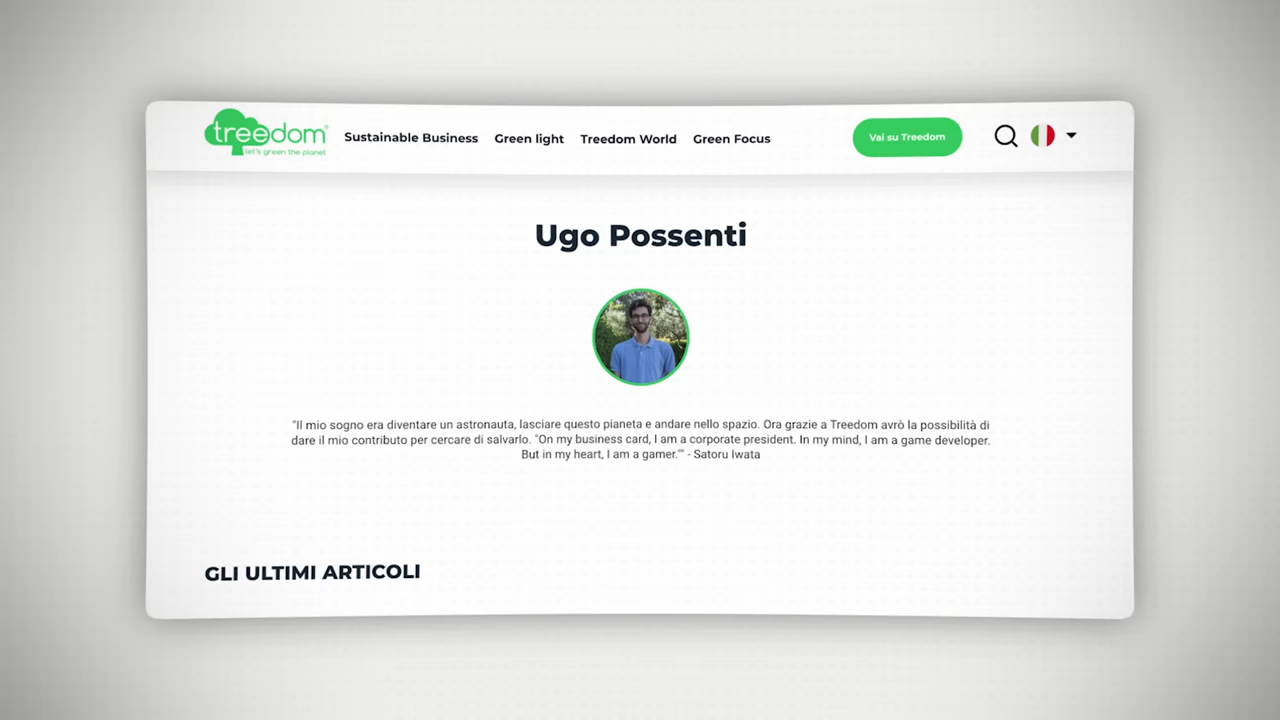 treedom®
let's green the planet
Sustainable Business
Green light
Treedom World
Green Focus
Vai su Treedom
Ugo Possenti
"Il mio sogno era diventare un astronauta, lasciare questo pianeta e andare nello spazio. Ora grazie a Treedom avrò la possibilità di
dare il mio contributo per cercare di salvarlo. "On my business card, I am a corporate president. In my mind, I am a game developer.
But in my heart, I am a gamer."" - Satoru Iwata
GLI ULTIMI ARTICOLI